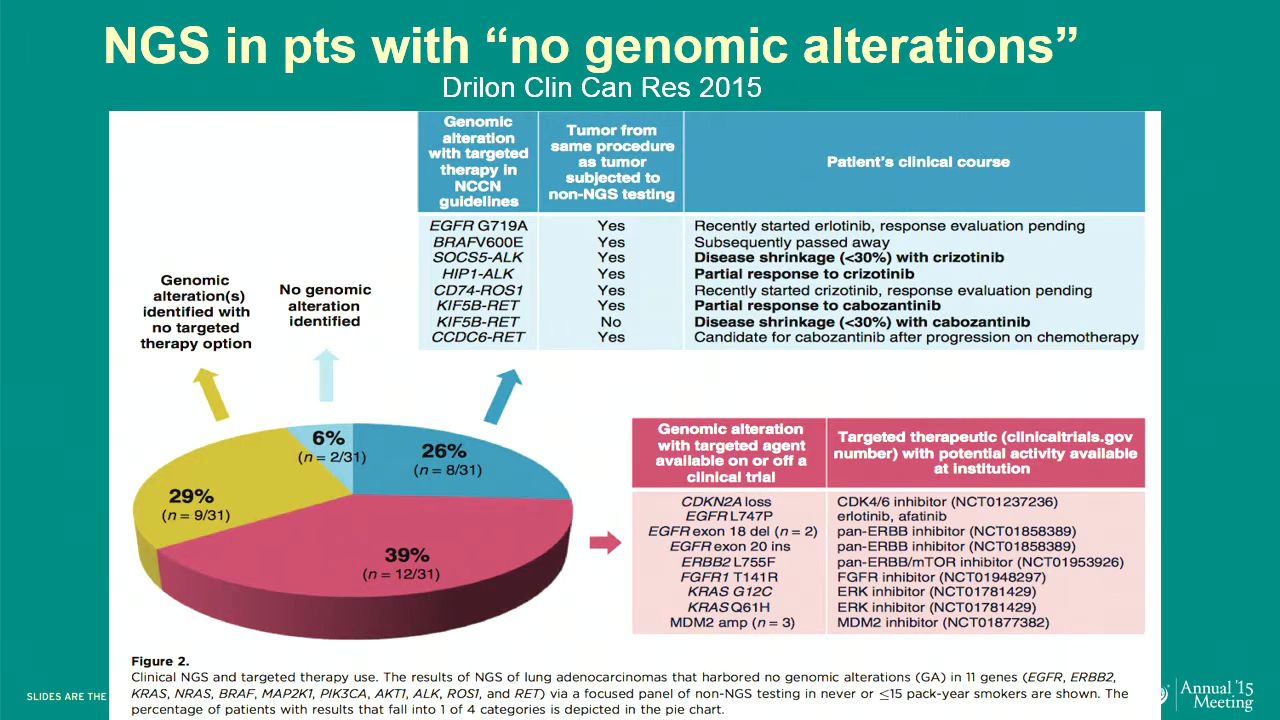 NGS in pts with “no genomic alterations”
Drilon Clin Can Res 2015
Genomic
alteration
with targeted
therapy in
NCCN
guidelines
Tumor from
same procedure
as tumor
subjected to
non-NGS testing
Patient’s clinical course
EGFR G719A Yes Recently started erlotinib, response evaluation pending
BRAFV600E Yes Subsequently passed away
SOCS5-ALK Yes Disease shrinkage (<30%) with crizotinib
HIP1-ALK Yes Partial response to crizotinib
CD74-ROS1 Yes Recently started crizotinib, response evaluation pending
KIF5B-RET Yes Partial response to cabozantinib
KIF5B-RET No Disease shrinkage (<30%) with cabozantinib
CCDC6-RET Yes Candidate for cabozantinib after progression on chemotherapy
Genomic
alteration(s)
identified with
no targeted
therapy option
No genomic
alteration
identified
6%
(n = 2/31)
26%
(n = 8/31)
29%
(n = 9/31)
39%
(n = 12/31)
Genomic alteration
with targeted agent
available on or off a
clinical trial
Targeted therapeutic (clinicaltrials.gov
number) with potential activity available
at institution
CDKN2A loss CDK4/6 inhibitor (NCT01237236)
EGFR L747P erlotinib, afatinib
EGFR exon 18 del (n = 2) pan-ERBB inhibitor (NCT01858389)
EGFR exon 20 ins pan-ERBB inhibitor (NCT01858389)
ERBB2 L755F pan-ERBB/mTOR inhibitor (NCT01953926)
FGFR1 T141R FGFR inhibitor (NCT01948297)
KRAS G12C ERK inhibitor (NCT01781429)
KRAS Q61H ERK inhibitor (NCT01781429)
MDM2 amp (n = 3) MDM2 inhibitor (NCT01877382)
Figure 2.
Clinical NGS and targeted therapy use. The results of NGS of lung adenocarcinomas that harbored no genomic alterations (GA) in 11 genes (EGFR, ERBB2,
KRAS, NRAS, BRAF, MAP2K1, PIK3CA, AKT1, ALK, ROS1, and RET) via a focused panel of non-NGS testing in never or ≤15 pack-year smokers are shown. The
percentage of patients with results that fall into 1 of 4 categories is depicted in the pie chart.
SLIDES ARE THE
Annual '15
Meeting